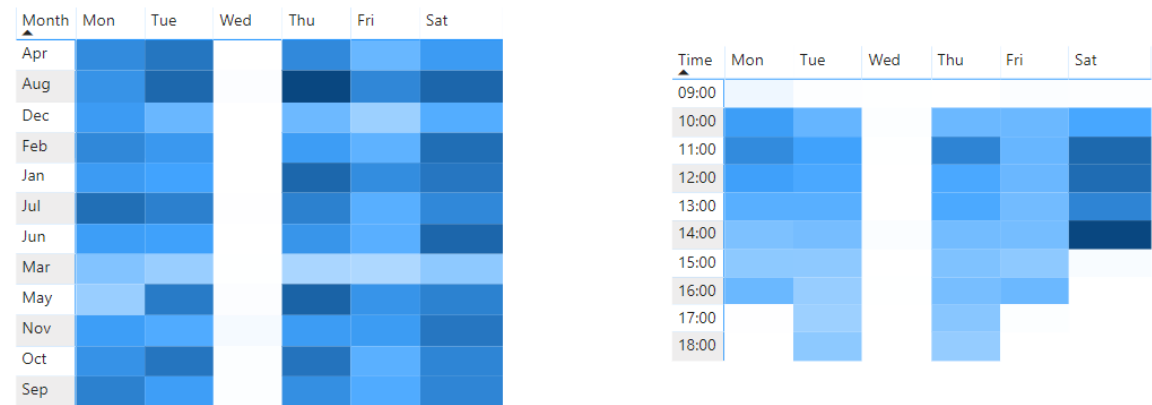 Month Mon Tue Wed Thu Fri Sat
Apr
Aug
Dec
Feb
Jan
Jul
Jun
Mar
May
Nov
Oct
Sep
Time Mon Tue Wed Thu Fri Sat
09:00
10:00
11:00
12:00
13:00
14:00
15:00
16:00
17:00
18:00